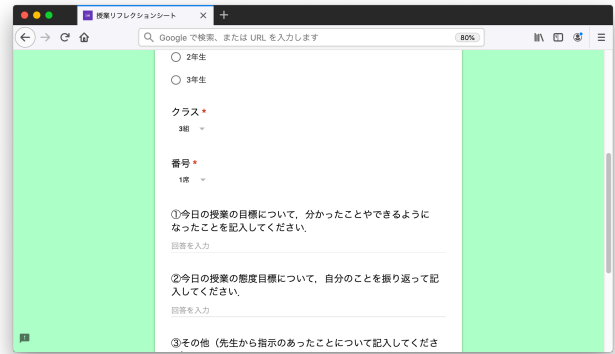 授業リフレクションシート
Google で検索、または URL を入力します
80%
2年生
3年生
クラス *
3組
番号 *
1席
①今日の授業の目標について，分かったことやできるように
なったことを記入してください．
回答を入力
②今日の授業の態度目標について，自分のことを振り返って記
入してください．
回答を入力
③その他（先生から指示のあったことについて記入してくださ